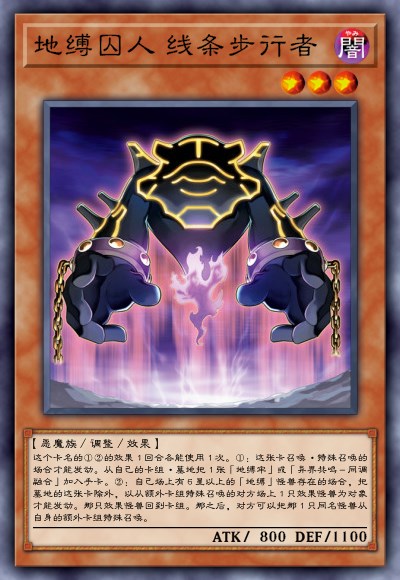 地缚囚人 线条步行者
やみ
闇
【恶魔族／调整／效果】
这个卡名的①②的效果1回合各能使用1次。①：这张卡召唤·特殊召唤的
场合才能发动。从自己的卡组·墓地把1张「地缚牢」或「异界共鸣－同调
融合」加入手卡。②：自己场上有6星以上的「地缚」怪兽存在的场合，把
墓地的这张卡除外，以从额外卡组特殊召唤的对方场上1只效果怪兽为对象
才能发动。那只效果怪兽回到卡组。那之后，对方可以把那1只同名怪兽从
自身的额外卡组特殊召唤。
ATK/ 800 DEF/1100